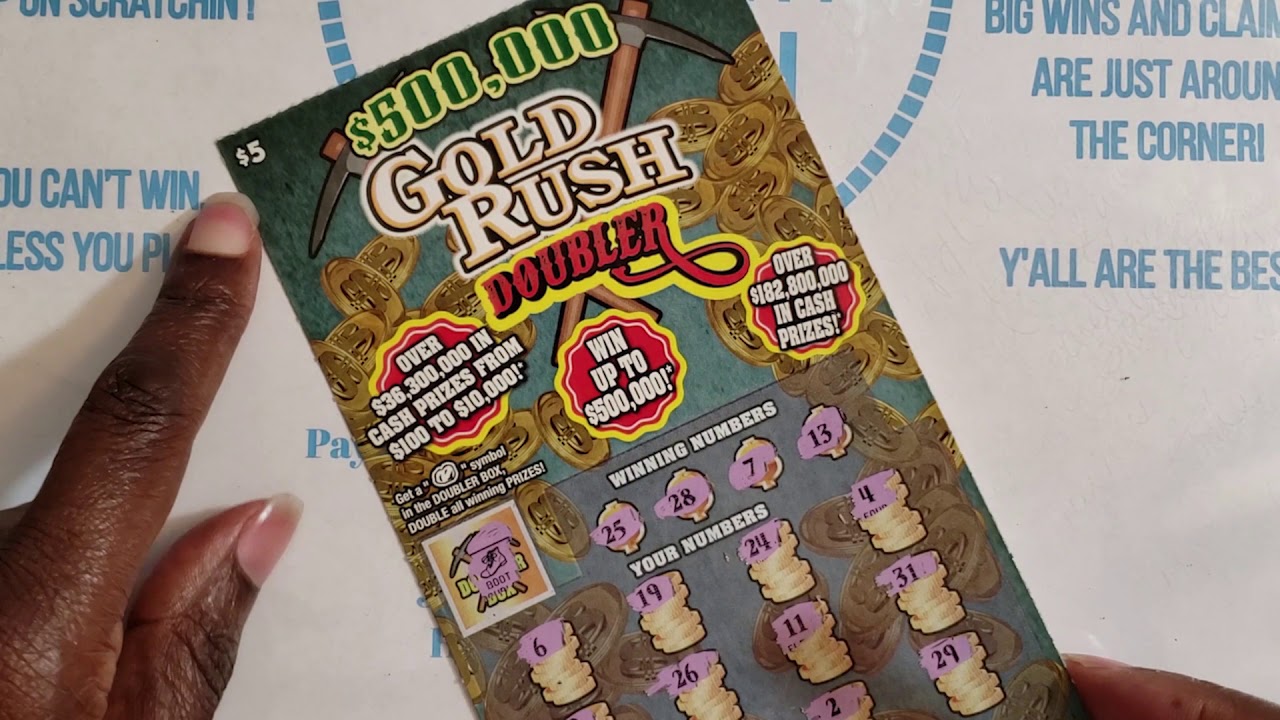 ON SCRATCHIN'!
OU CAN'T WIN,
LESS YOU PL
BIG WINS AND CLAIM
ARE JUST AROUN
THE CORNER!
Y'ALL ARE THE BES
Pay
$5
$500,000
GOLD
RUSH
DOUBLER
OVER
$36,300,000 IN
CASH PRIZES FROM
$100 TO $10,000!*
WIN
UP TO
$500,000!*
OVER
$182,800,000
IN CASH
PRIZES!*
Get a " " symbol
in the DOUBLER BOX,
DOUBLE all winning PRIZES!
BOOT
WINNING NUMBERS
25 28 7 13
YOUR NUMBERS
6 19 24 4
26 11 31
2 29